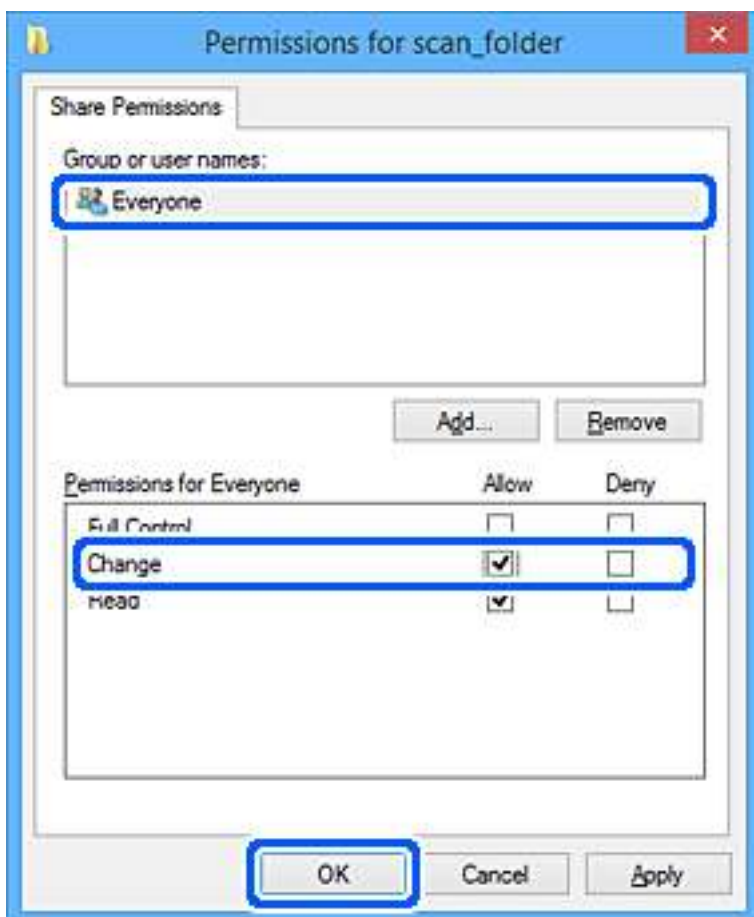 Permissions for scan_folder
Share Permissions
Group or user names:
Everyone
Add... Remove
Permissions for Everyone Allow Deny
Full Control
Change
Read
OK Cancel Apply